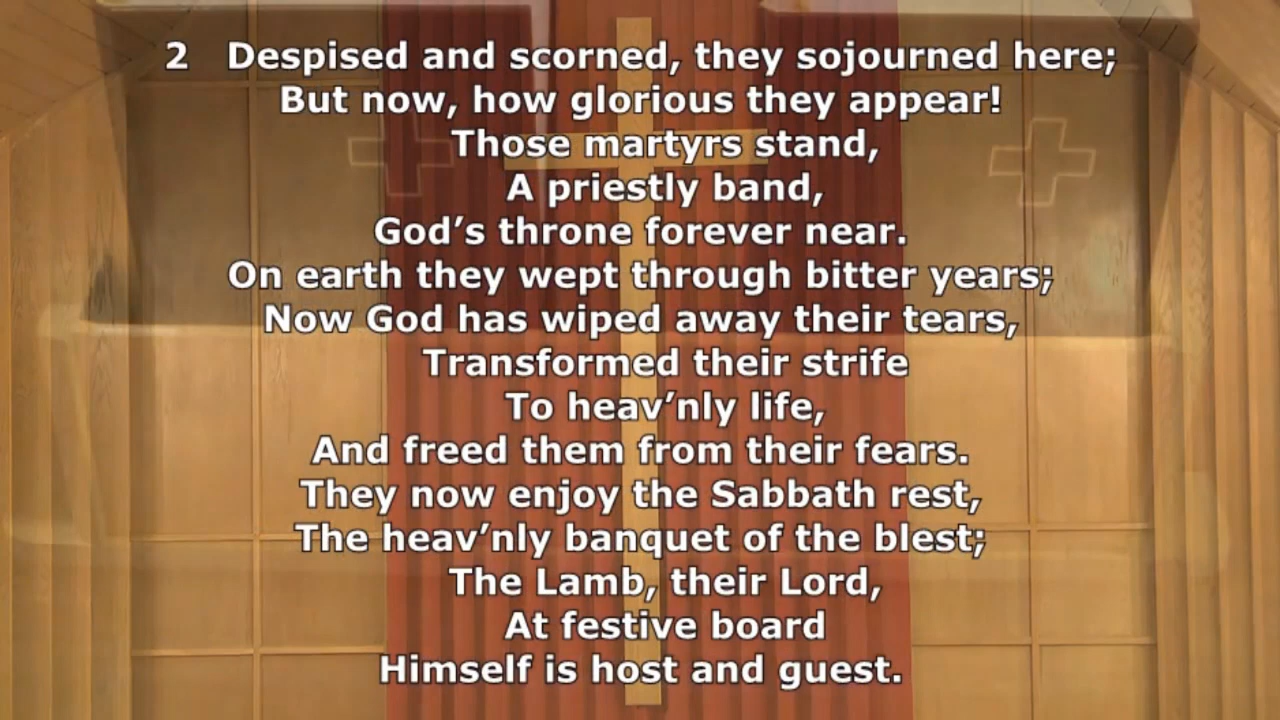 2 Despised and scorned, they sojourned here;
But now, how glorious they appear!
Those martyrs stand,
A priestly band,
God’s throne forever near.
On earth they wept through bitter years;
Now God has wiped away their tears,
Transformed their strife
To heav’nly life,
And freed them from their fears.
They now enjoy the Sabbath rest,
The heav’nly banquet of the blest;
The Lamb, their Lord,
At festive board
Himself is host and guest.